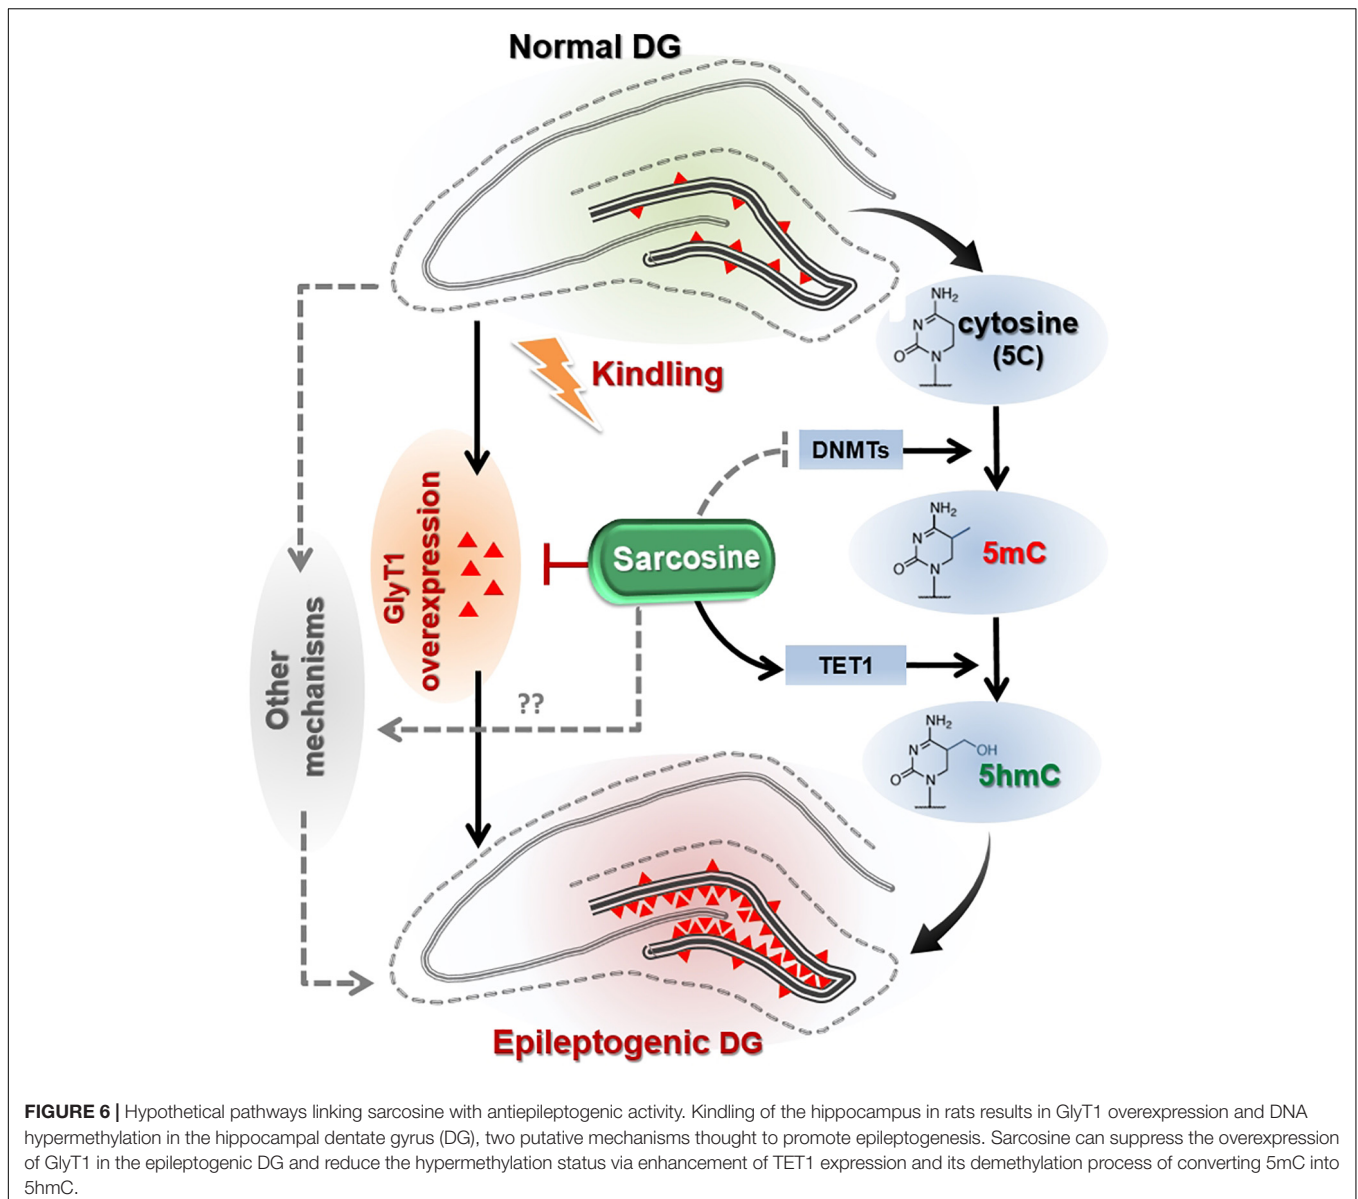 Normal DG
NH2
N
O
N
cytosine
(5C)
Kindling
DNMTs
GlyT1
overexpression
NH2
N
O
N
5mC
Sarcosine
Other
mechanisms
TET1
??
NH2
N
OH
O
N
5hmC
Epileptogenic DG
FIGURE 6 | Hypothetical pathways linking sarcosine with antiepileptogenic activity. Kindling of the hippocampus in rats results in GlyT1 overexpression and DNA
hypermethylation in the hippocampal dentate gyrus (DG), two putative mechanisms thought to promote epileptogenesis. Sarcosine can suppress the overexpression
of GlyT1 in the epileptogenic DG and reduce the hypermethylation status via enhancement of TET1 expression and its demethylation process of converting 5mC into
5hmC.